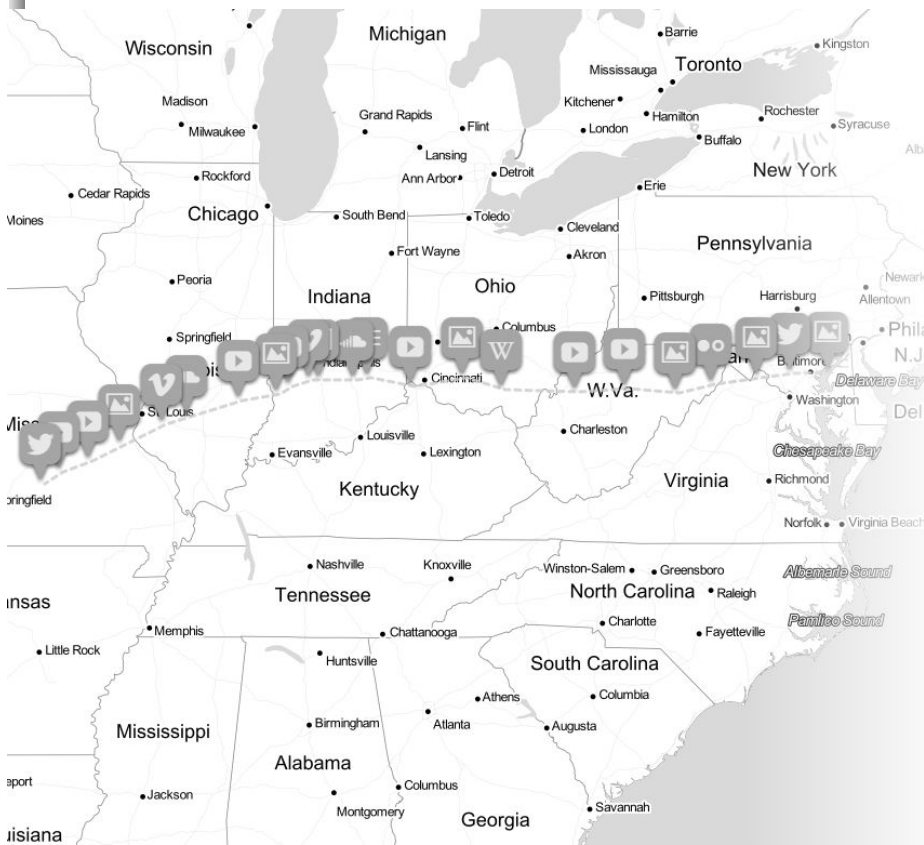 Barrie
Kingston
Wisconsin
Michigan
Toronto
Mississauga
Madison
Kitchener
Grand Rapids
Hamilton
Rochester
Milwaukee
Flint
London
Syracuse
Buffalo
Lansing
New York
Rockford
Ann Arbor
Detroit
Erie
Cedar Rapids
Moines
Chicago
South Bend
Toledo
Cleveland
Pennsylvania
Fort Wayne
Akron
Peoria
Ohio
Newark
Indiana
Pittsburgh
Harrisburg
Allentown
Columbus
Phila
Springfield
N.J.
W
Cincinnati
W.Va.
Delaware Bay
Washington
Del
St. Louis
Charleston
Louisville
Evansville
Lexington
Chesapeake Bay
Kentucky
Virginia
Richmond
pringfield
Norfolk
Virginia Beach
Nashville
Knoxville
Winston-Salem
Greensboro
Albemarle Sound
Tennessee
North Carolina
Raleigh
nsas
Memphis
Chattanooga
Charlotte
Fayetteville
Pamlico Sound
Little Rock
Huntsville
South Carolina
Athens
Columbia
Mississippi
Birmingham
Atlanta
Augusta
Alabama
eport
Columbus
Jackson
Montgomery
Savannah
Georgia
uisiana